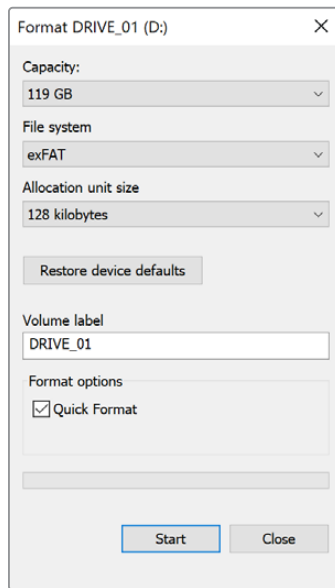 Format DRIVE_01 (D:)
Capacity:
119 GB
File system
exFAT
Allocation unit size
128 kilobytes
Restore device defaults
Volume label
DRIVE_01
Format options
Quick Format
Start Close